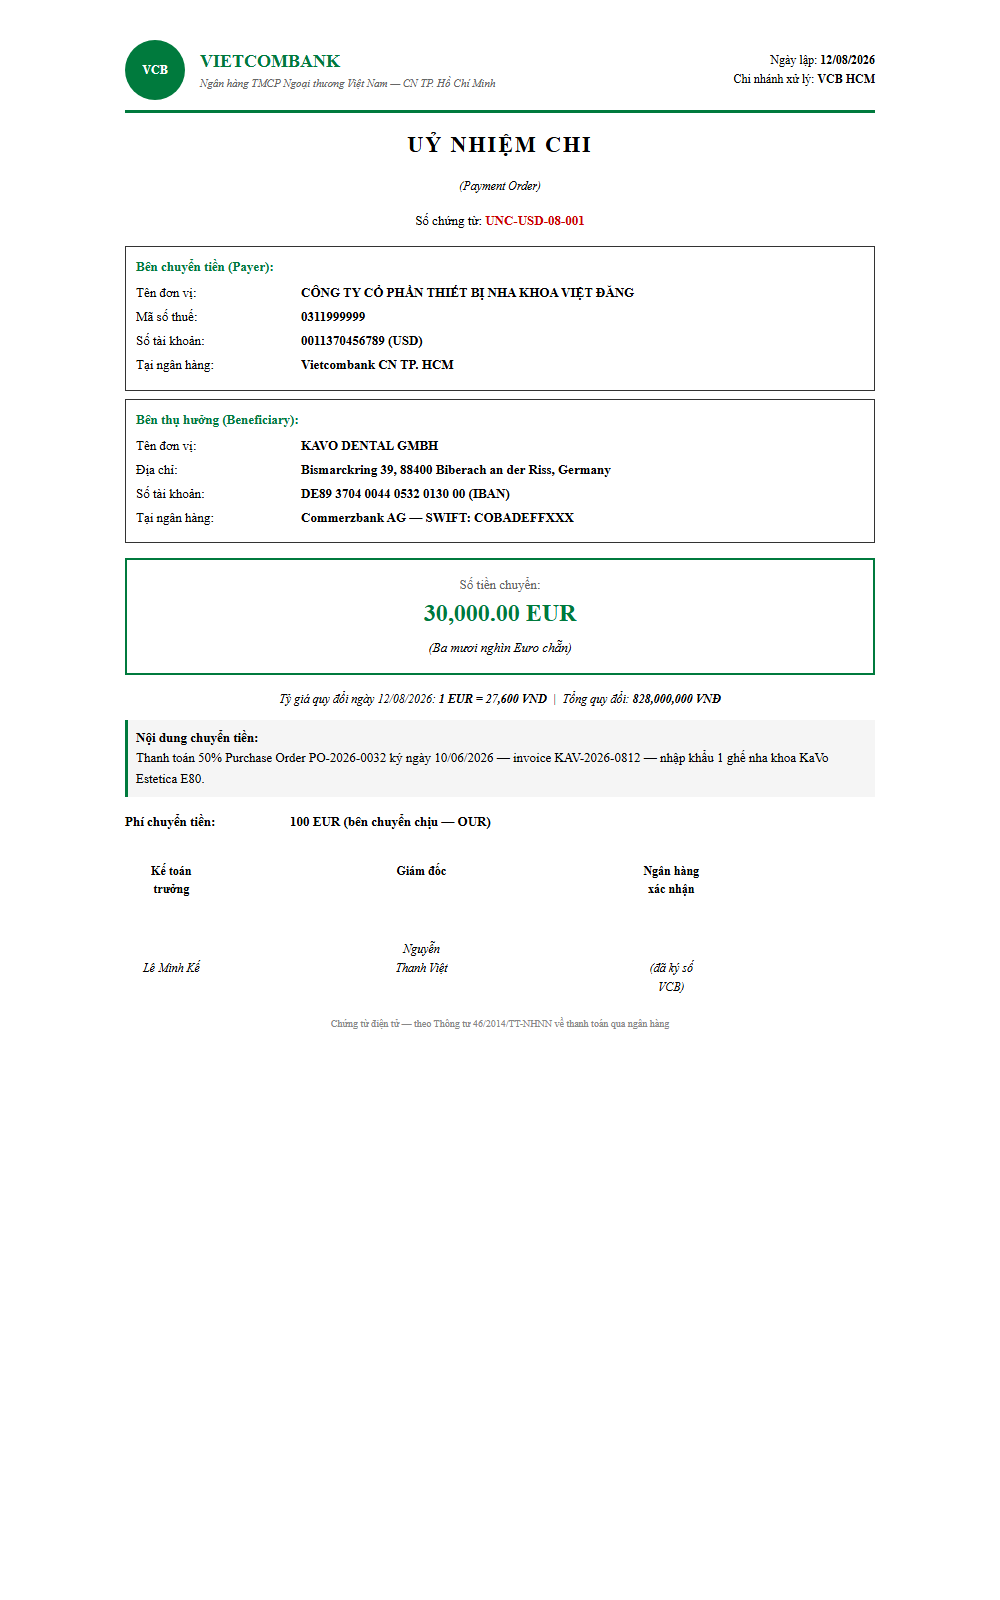 VCB
VIETCOMBANK
Ngân hàng TMCP Ngoại thương Việt Nam — CN TP. Hồ Chí Minh
Ngày lập: 12/08/2026
Chi nhánh xử lý: VCB HCM
UỶ NHIỆM CHI
(Payment Order)
Số chứng từ: UNC-USD-08-001
Bên chuyển tiền (Payer):
Tên đơn vị: CÔNG TY CỔ PHẦN THIẾT BỊ NHA KHOA VIỆT ĐĂNG
Mã số thuế: 0311999999
Số tài khoản: 0011370456789 (USD)
Tại ngân hàng: Vietcombank CN TP. HCM
Bên thụ hưởng (Beneficiary):
Tên đơn vị: KAVO DENTAL GMBH
Địa chỉ: Bismarckring 39, 88400 Biberach an der Riss, Germany
Số tài khoản: DE89 3704 0044 0532 0130 00 (IBAN)
Tại ngân hàng: Commerzbank AG — SWIFT: COBADEFFXXX
Số tiền chuyển:
30,000.00 EUR
(Ba mươi nghìn Euro chẵn)
Tỷ giá quy đổi ngày 12/08/2026: 1 EUR = 27,600 VND | Tổng quy đổi: 828,000,000 VNĐ
Nội dung chuyển tiền:
Thanh toán 50% Purchase Order PO-2026-0032 ký ngày 10/06/2026 — invoice KAV-2026-0812 — nhập khẩu 1 ghế nha khoa KaVo
Estetica E80.
Phí chuyển tiền: 100 EUR (bên chuyển chịu — OUR)
Kế toán
trưởng
Giám đốc
Ngân hàng
xác nhận
Lê Minh Kế
Nguyễn
Thanh Việt
(đã ký số
VCB)
Chứng từ điện tử — theo Thông tư 46/2014/TT-NHNN về thanh toán qua ngân hàng